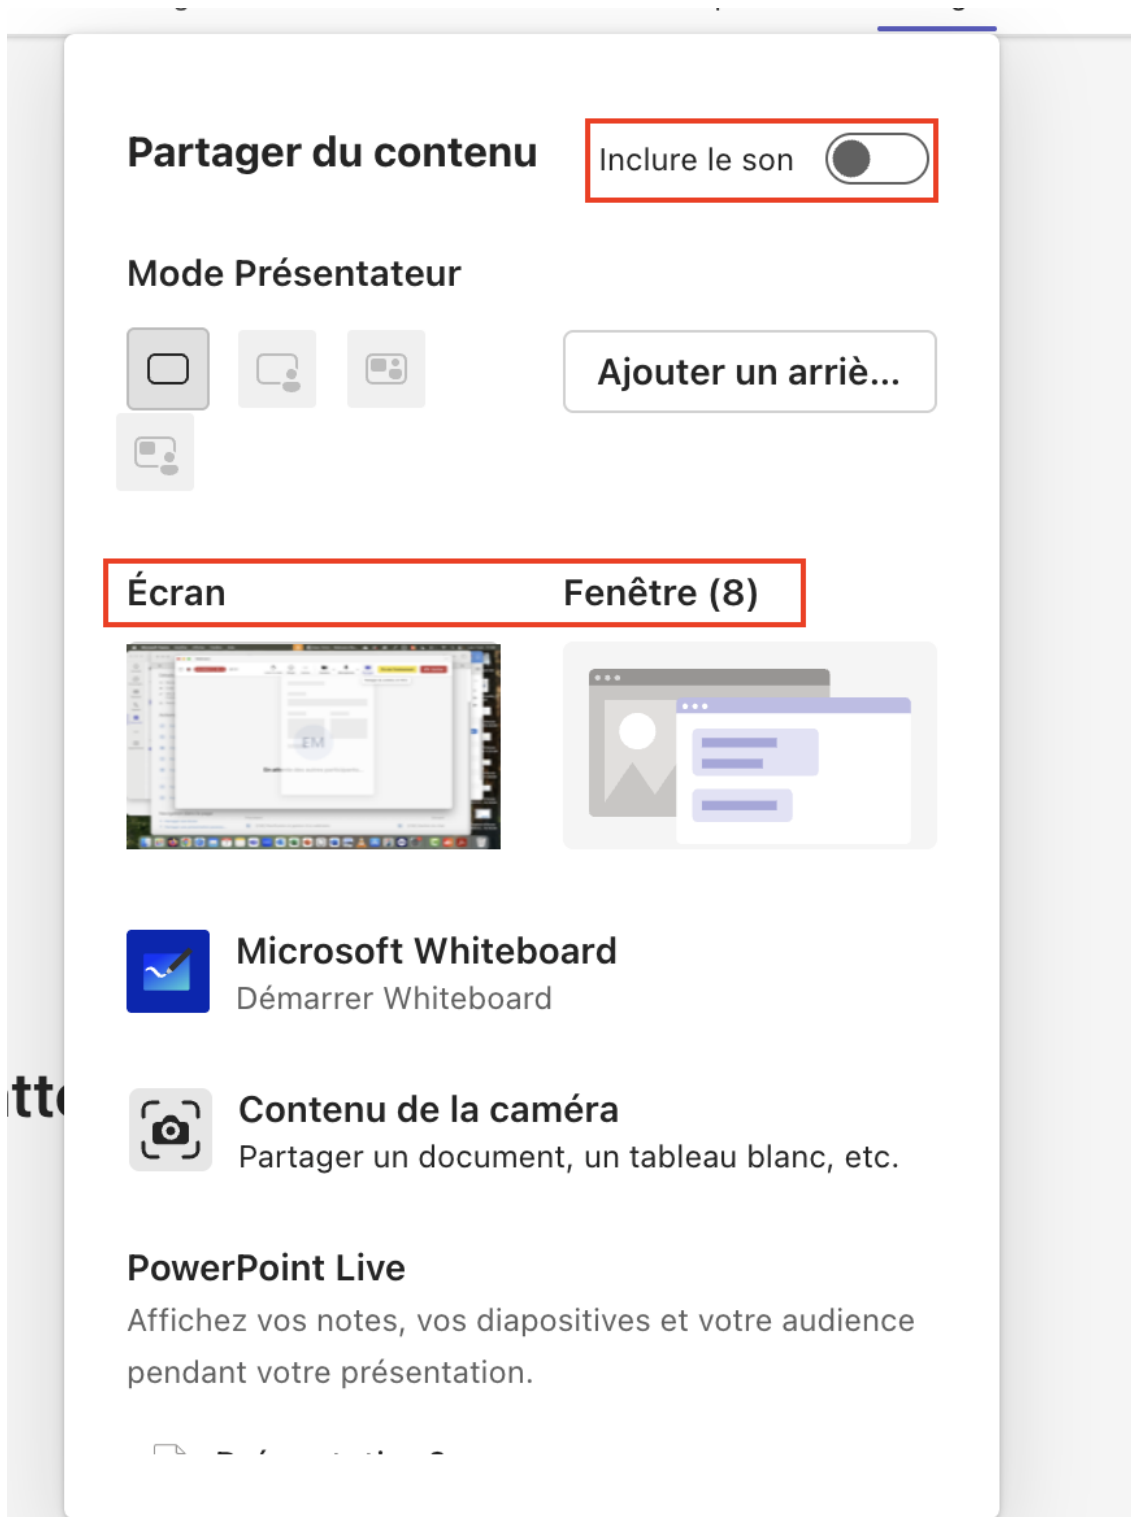 Partager du contenu
Inclure le son
Mode Présentateur
Ajouter un arriè...
Écran
Fenêtre (8)
EM
Microsoft Whiteboard
Démarrer Whiteboard
Contenu de la caméra
Partager un document, un tableau blanc, etc.
PowerPoint Live
Affichez vos notes, vos diapositives et votre audience
pendant votre présentation.